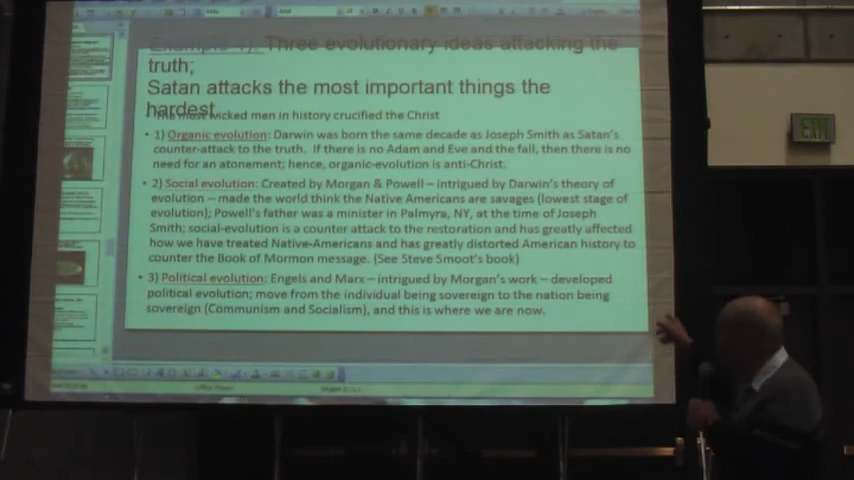 Three evolutionary ideas attacking the
truth;
Satan attacks the most important things the
hardest
wicked men in history crucified the Christ
• 1) Organic evolution: Darwin was born the same decade as Joseph Smith as Satan's
counter-attack to the truth. If there is no Adam and Eve and the fall, then there is no
need for an atonement; hence, organic-evolution is anti-Christ.
• 2) Social evolution: Created by Morgan & Powell – intrigued by Darwin's theory of
evolution – made the world think the Native Americans are savages (lowest stage of
evolution); Powell's father was a minister in Palmyra, NY, at the time of Joseph
Smith; social-evolution is a counter attack to the restoration and has greatly affected
how we have treated Native-Americans and has greatly distorted American history to
counter the Book of Mormon message. (See Steve Smoot's book)
• 3) Political evolution: Engels and Marx – intrigued by Morgan's work – developed
political evolution; move from the individual being sovereign to the nation being
sovereign (Communism and Socialism), and this is where we are now.
EXIT